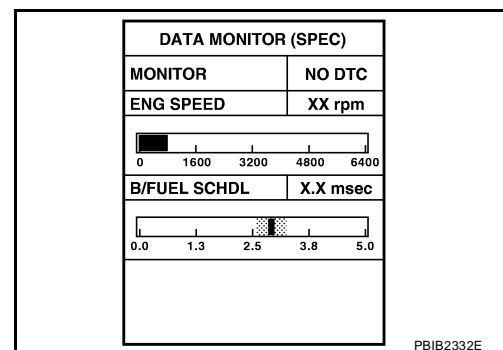 DATA MONITOR (SPEC)
MONITOR NO DTC
ENG SPEED XX rpm
0 1600 3200 4800 6400
B/FUEL SCHDL X.X msec
0.0 1.3 2.5 3.8 5.0
PBIB2332E